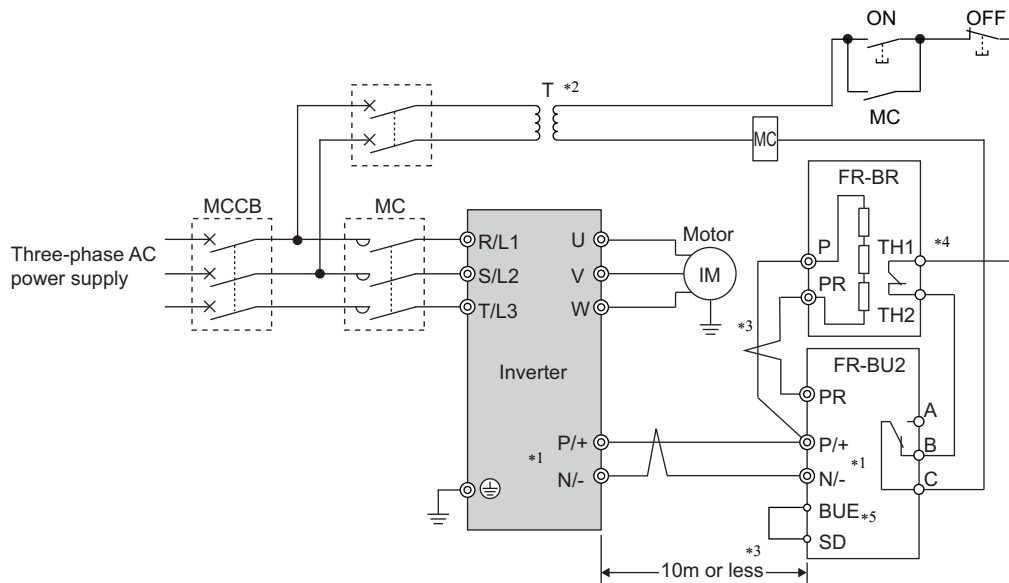 ON OFF
T *2
MC
MC
FR-BR
MCCB MC
Three-phase AC
power supply
R/L1 U
S/L2 V
T/L3 W
Motor
IM
P TH1 *4
PR TH2
*3
FR-BU2
Inverter
PR
A
P/+ P/+ B
*1
N/- N/- *1
C
BUE *5
SD
*3
10m or less